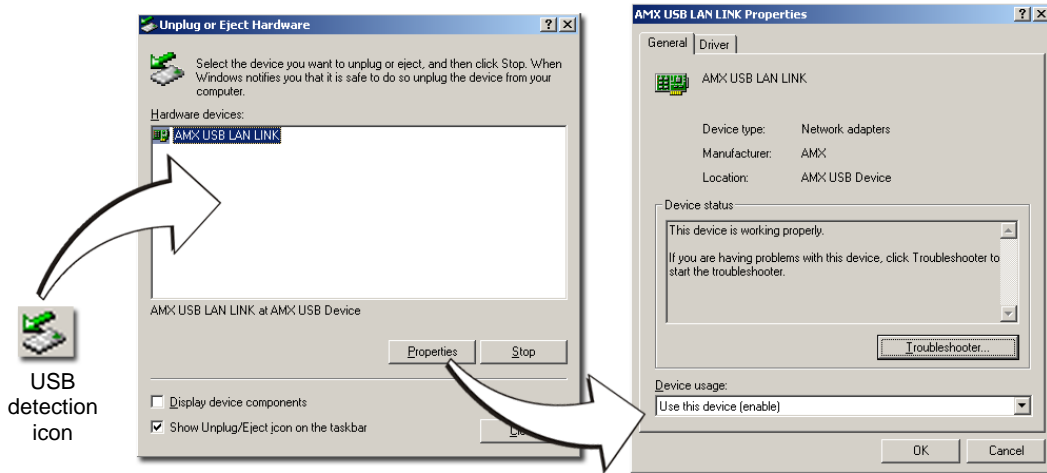 USB
detection
icon
Unplug or Eject Hardware
Select the device you want to unplug or eject, and then click Stop. When
Windows notifies you that it is safe to do so unplug the device from your
computer.
Hardware devices:
AMX USB LAN LINK
AMX USB LAN LINK at AMX USB Device
Properties Stop
Display device components
Show Unplug/Eject icon on the taskbar
AMX USB LAN LINK Properties
General Driver
AMX USB LAN LINK
Device type: Network adapters
Manufacturer: AMX
Location: AMX USB Device
Device status
This device is working properly.
If you are having problems with this device, click Troubleshooter to
start the troubleshooter.
Troubleshooter...
Device usage:
Use this device (enable)
OK Cancel